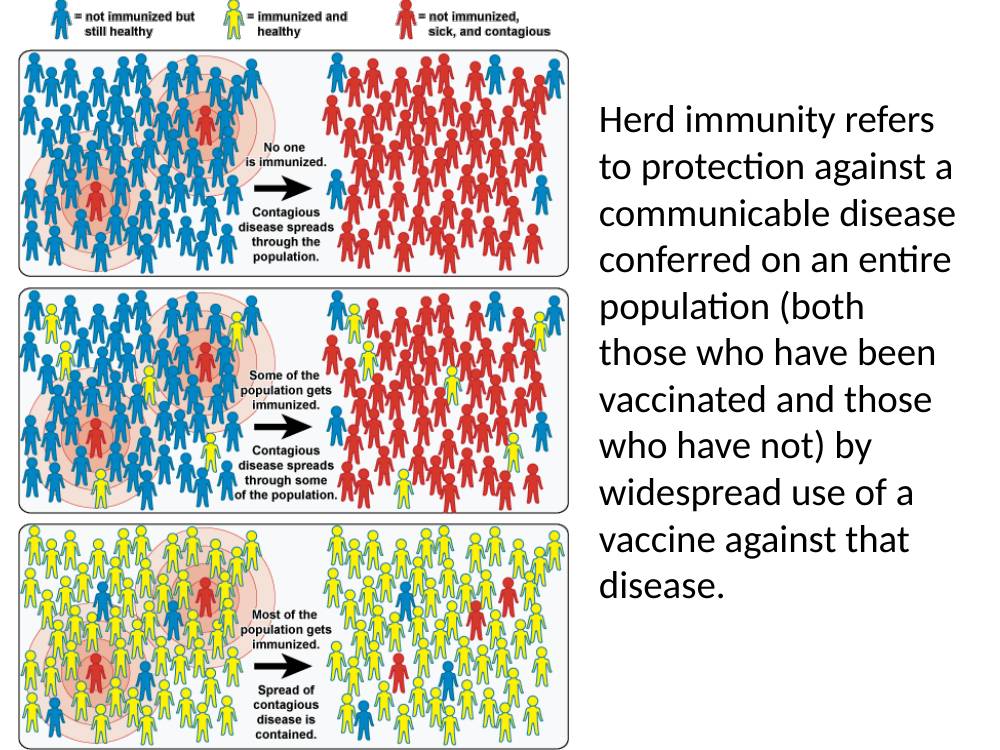 = not immunized but
still healthy
= immunized and
healthy
= not immunized,
sick, and contagious
No one
is immunized.
Contagious
disease spreads
through the
population.
Some of the
population gets
immunized.
Contagious
disease spreads
through some
of the population.
Most of the
population gets
immunized.
Spread of
contagious
disease is
contained.
Herd immunity refers
to protection against a
communicable disease
conferred on an entire
population (both
those who have been
vaccinated and those
who have not) by
widespread use of a
vaccine against that
disease.